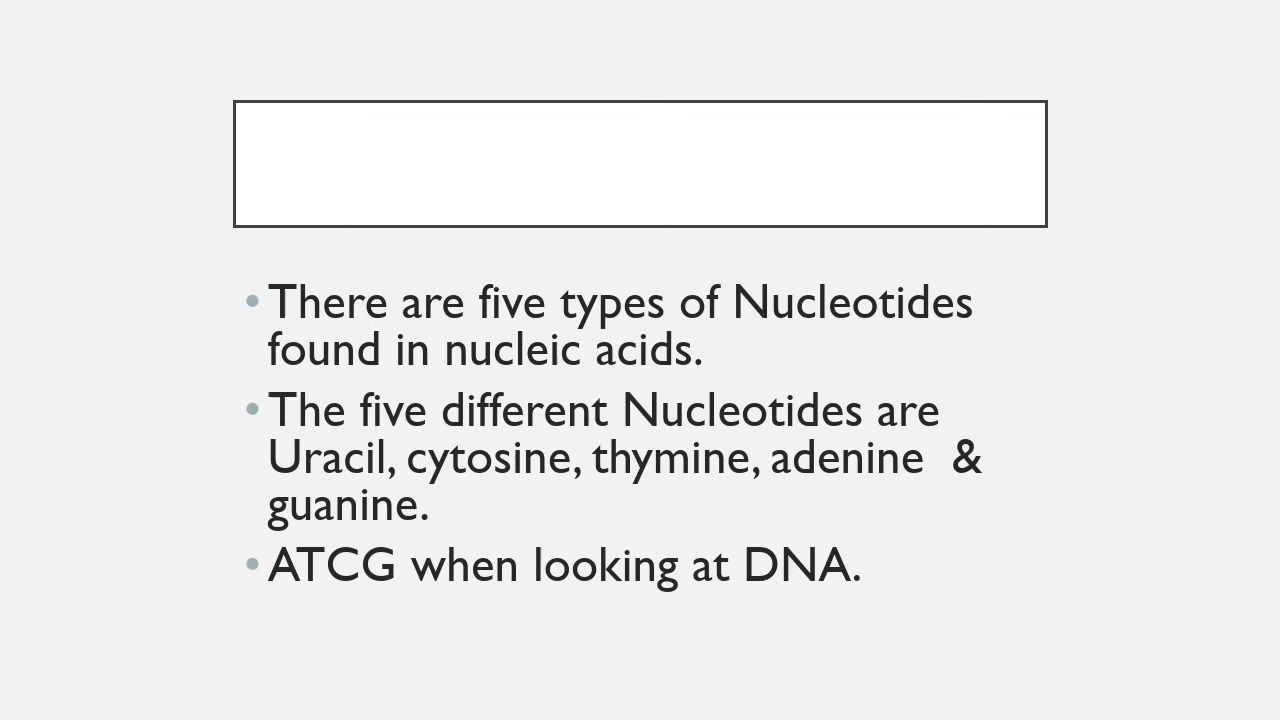 • There are five types of Nucleotides
found in nucleic acids.
• The five different Nucleotides are
Uracil, cytosine, thymine, adenine  &
guanine.
• ATCG when looking at DNA.